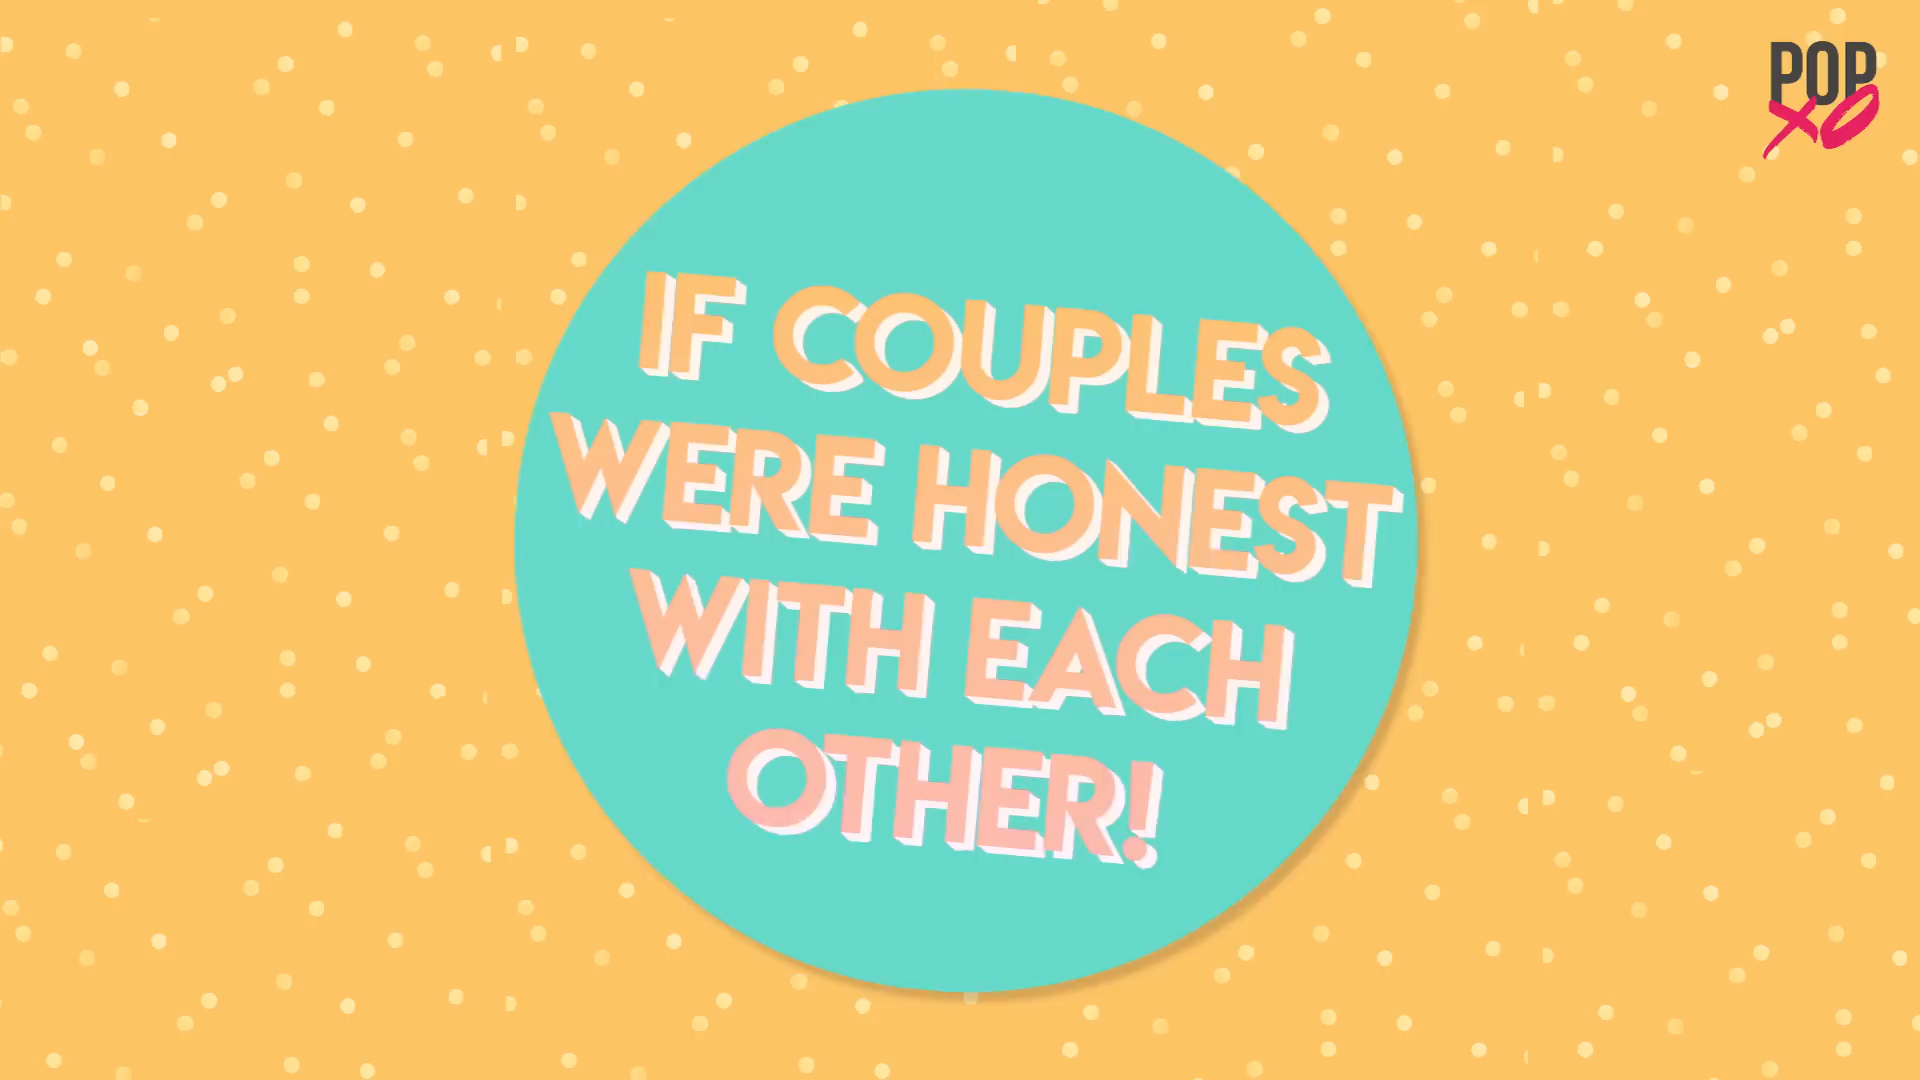 POP
XO
IF COUPLES
WERE HONEST
WITH EACH
OTHER!